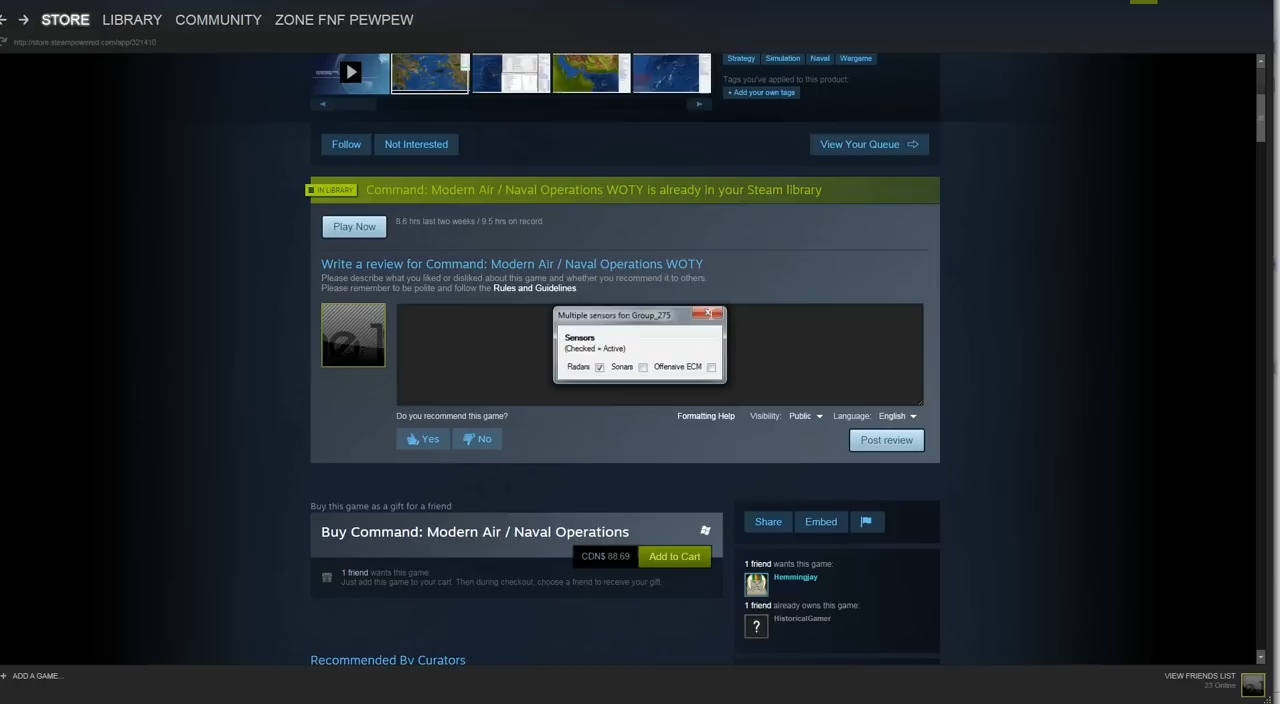 STORE LIBRARY COMMUNITY ZONE FNF PEWPEW
http://store.steampowered.com/app/321410
Strategy Simulation Naval Wargame
Tags you've applied to this product:
+ Add your own tags
Follow Not Interested View Your Queue
IN LIBRARY Command: Modern Air / Naval Operations WOTY is already in your Steam library
Play Now 8.6 hrs last two weeks / 9.5 hrs on record
Write a review for Command: Modern Air / Naval Operations WOTY
Please describe what you liked or disliked about this game and whether you recommend it to others.
Please remember to be polite and follow the Rules and Guidelines.
Multiple sensors for: Group_275
Sensors
(Checked = Active)
Radars Sonars Offensive ECM
Do you recommend this game? Formatting Help Visibility: Public Language: English
Yes No Post review
Buy this game as a gift for a friend
Buy Command: Modern Air / Naval Operations
CDN$ 88.69 Add to Cart
1 friend wants this game.
Just add this game to your cart. Then during checkout, choose a friend to receive your gift.
Share Embed
1 friend wants this game:
Hemmingjay
1 friend already owns this game:
? HistoricalGamer
Recommended By Curators
+ ADD A GAME... VIEW FRIENDS LIST
23 Online